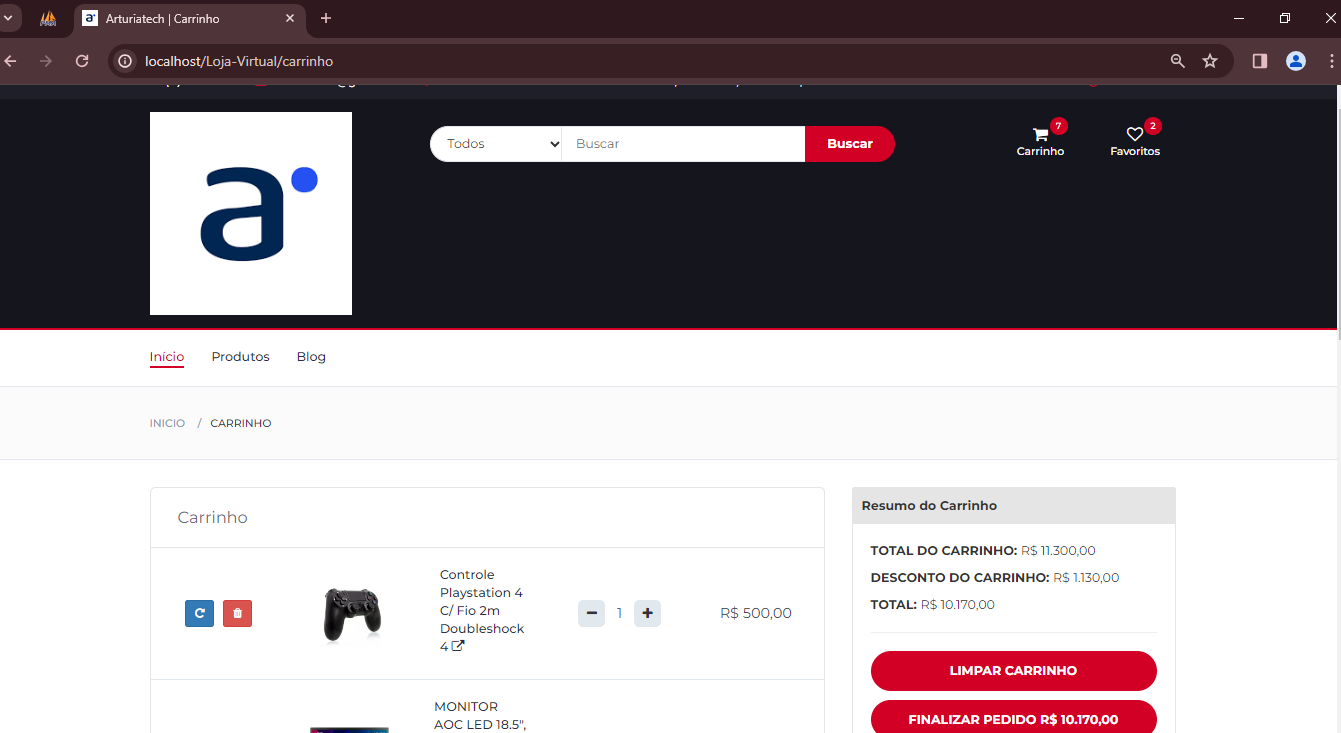 Arturiatech | Carrinho
localhost/Loja-Virtual/carrinho
a
Todos
Buscar
Buscar
7
Carrinho
2
Favoritos
Início
Produtos
Blog
INICIO / CARRINHO
Carrinho
Controle
Playstation 4
C/ Fio 2m
Doubleshock
4
1
R$ 500,00
MONITOR
AOC LED 18.5",
Resumo do Carrinho
TOTAL DO CARRINHO: R$ 11.300,00
DESCONTO DO CARRINHO: R$ 1.130,00
TOTAL: R$ 10.170,00
LIMPAR CARRINHO
FINALIZAR PEDIDO R$ 10.170,00